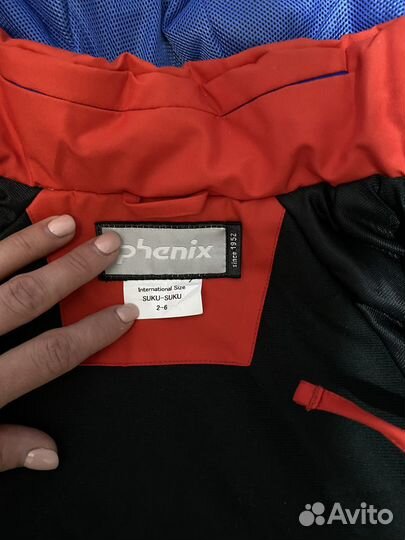 phenix
since 1952
International Size
SUKU-SUKU
2-6
Avito